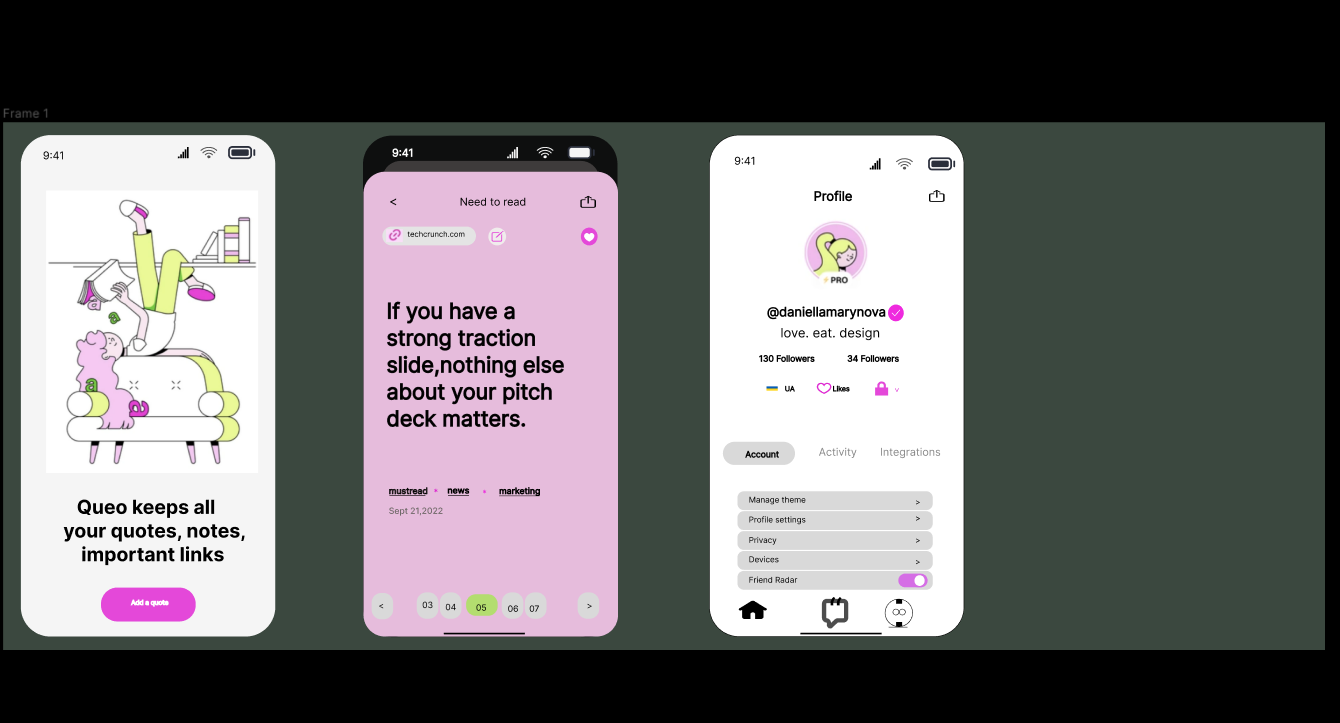 Frame 1
9:41
a
a
a
a
Queo keeps all
your quotes, notes,
important links
Add a quote
9:41
< Need to read
techcrunch.com
If you have a
strong traction
slide,nothing else
about your pitch
deck matters.
mustread • news • marketing
Sept 21,2022
< 03 04 05 06 07 >
9:41
Profile
PRO
@daniellamarynova
love. eat. design
130 Followers 34 Followers
UA Likes v
Account Activity Integrations
Manage theme >
Profile settings >
Privacy >
Devices >
Friend Radar